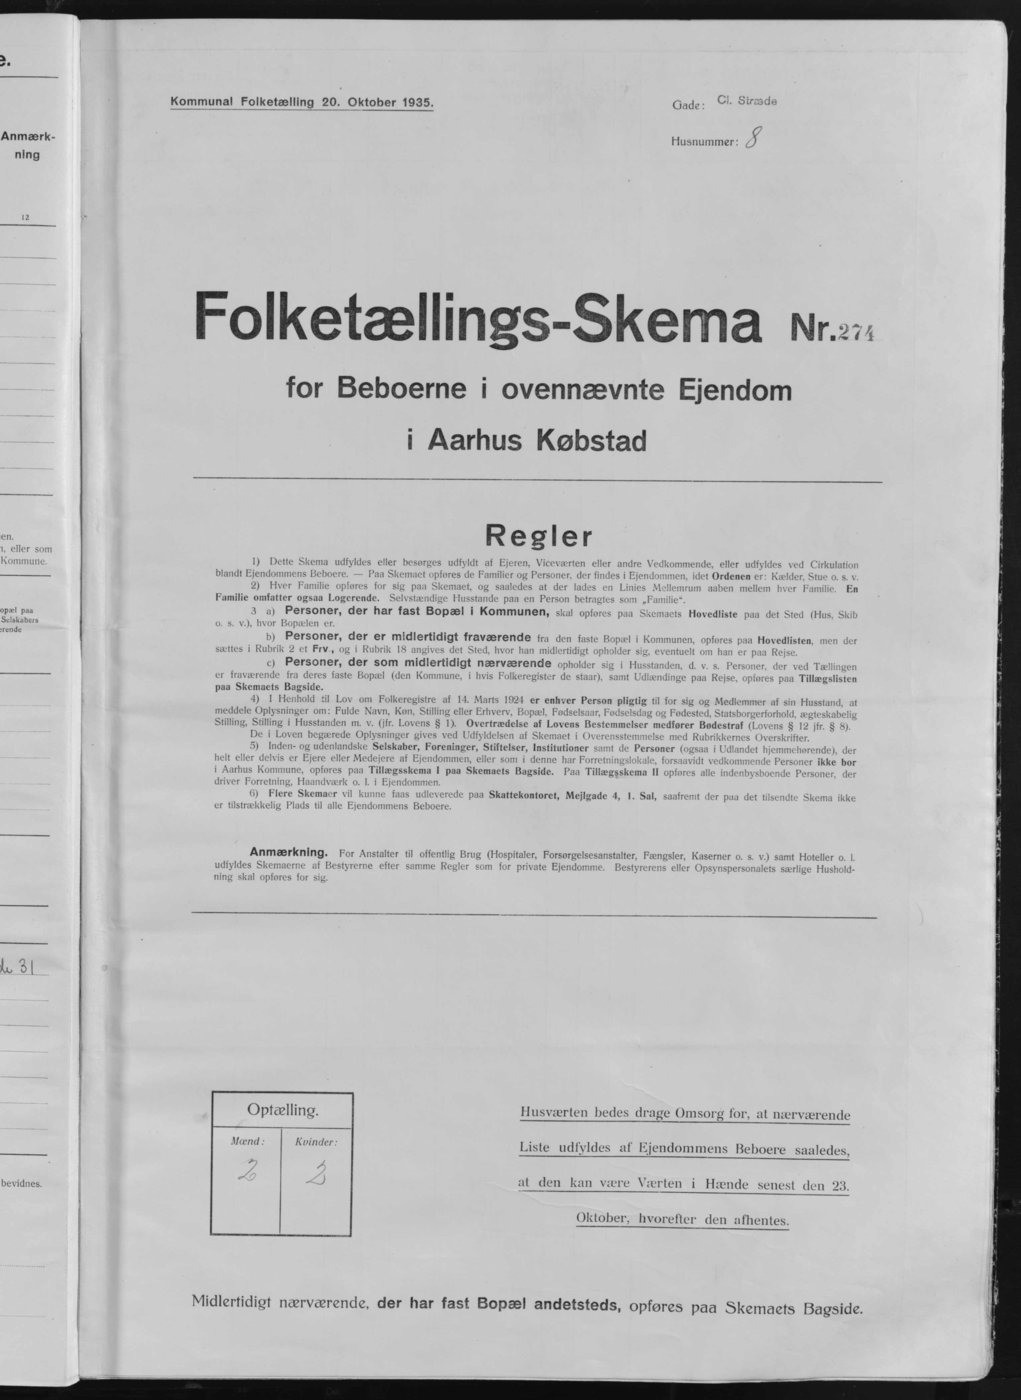 e.
Anmærk-
ning
12
en.
, eller som
Kommune.
opæl paa
Selskabers
erende
31
bevidnes.
Kommunal Folketælling 20. Oktober 1935.
Gade: Cl. Stræde
Husnummer: 8
Folketællings-Skema Nr. 274
for Beboerne i ovennævnte Ejendom
i Aarhus Købstad
Regler
1) Dette Skema udfyldes eller besørges udfyldt af Ejeren, Viceværten eller andre Vedkommende, eller udfyldes ved Cirkulation
blandt Ejendommens Beboere. — Paa Skemaet opføres de Familier og Personer, der findes i Ejendommen, idet Ordenen er: Kælder, Stue o. s. v.
2) Hver Familie opføres for sig paa Skemaet, og saaledes at der lades en Linies Mellemrum aaben mellem hver Familie. En
Familie omfatter ogsaa Logerende. Selvstændige Husstande paa en Person betragtes som „Familie“.
3 a) Personer, der har fast Bopæl i Kommunen, skal opføres paa Skemaets Hovedliste paa det Sted (Hus, Skib
o. s. v.), hvor Bopælen er.
b) Personer, der er midlertidigt fraværende fra den faste Bopæl i Kommunen, opføres paa Hovedlisten, men der
sættes i Rubrik 2 et Frv., og i Rubrik 18 angives det Sted, hvor han midlertidigt opholder sig, eventuelt om han er paa Rejse.
c) Personer, der som midlertidigt nærværende opholder sig i Husstanden, d. v. s. Personer, der ved Tællingen
er fraværende fra deres faste Bopæl (den Kommune, i hvis Folkeregister de staar), samt Udlændinge paa Rejse, opføres paa Tillægslisten
paa Skemaets Bagside.
4) I Henhold til Lov om Folkeregistre af 14. Marts 1924 er enhver Person pligtig til for sig og Medlemmer af sin Husstand, at
meddele Oplysninger om: Fulde Navn, Køn, Stilling eller Erhverv, Bopæl, Fødselsaar, Fødselsdag og Fødested, Statsborgerforhold, ægteskabelig
Stilling, Stilling i Husstanden m. v. (jfr. Lovens § 1). Overtrædelse af Lovens Bestemmelser medfører Bødestraf (Lovens § 12 jfr. § 8).
De i Loven begærede Oplysninger gives ved Udfyldelsen af Skemaet i Overensstemmelse med Rubrikkernes Overskrifter.
5) Inden- og udenlandske Selskaber, Foreninger, Stiftelser, Institutioner samt de Personer (ogsaa i Udlandet hjemmehørende), der
helt eller delvis er Ejere eller Medejere af Ejendommen, eller som i denne har Forretningslokale, forsaavidt vedkommende Personer ikke bor
i Aarhus Kommune, opføres paa Tillægsskema I paa Skemaets Bagside. Paa Tillægsskema II opføres alle indenbysboende Personer, der
driver Forretning, Haandværk o. l. i Ejendommen.
6) Flere Skemaer vil kunne faas udleverede paa Skattekontoret, Mejlgade 4, 1. Sal, saafremt der paa det tilsendte Skema ikke
er tilstrækkelig Plads til alle Ejendommens Beboere.
Anmærkning. For Anstalter til offentlig Brug (Hospitaler, Forsørgelsesanstalter, Fængsler, Kaserner o. s. v.) samt Hoteller o. l.
udfyldes Skemaerne af Bestyrerne efter samme Regler som for private Ejendomme. Bestyrerens eller Opsynspersonalets særlige Hushold-
ning skal opføres for sig.
Optælling.
Mænd: Kvinder:
2 2
Husværten bedes drage Omsorg for, at nærværende
Liste udfyldes af Ejendommens Beboere saaledes,
at den kan være Værten i Hænde senest den 23.
Oktober, hvorefter den afhentes.
Midlertidigt nærværende, der har fast Bopæl andetsteds, opføres paa Skemaets Bagside.